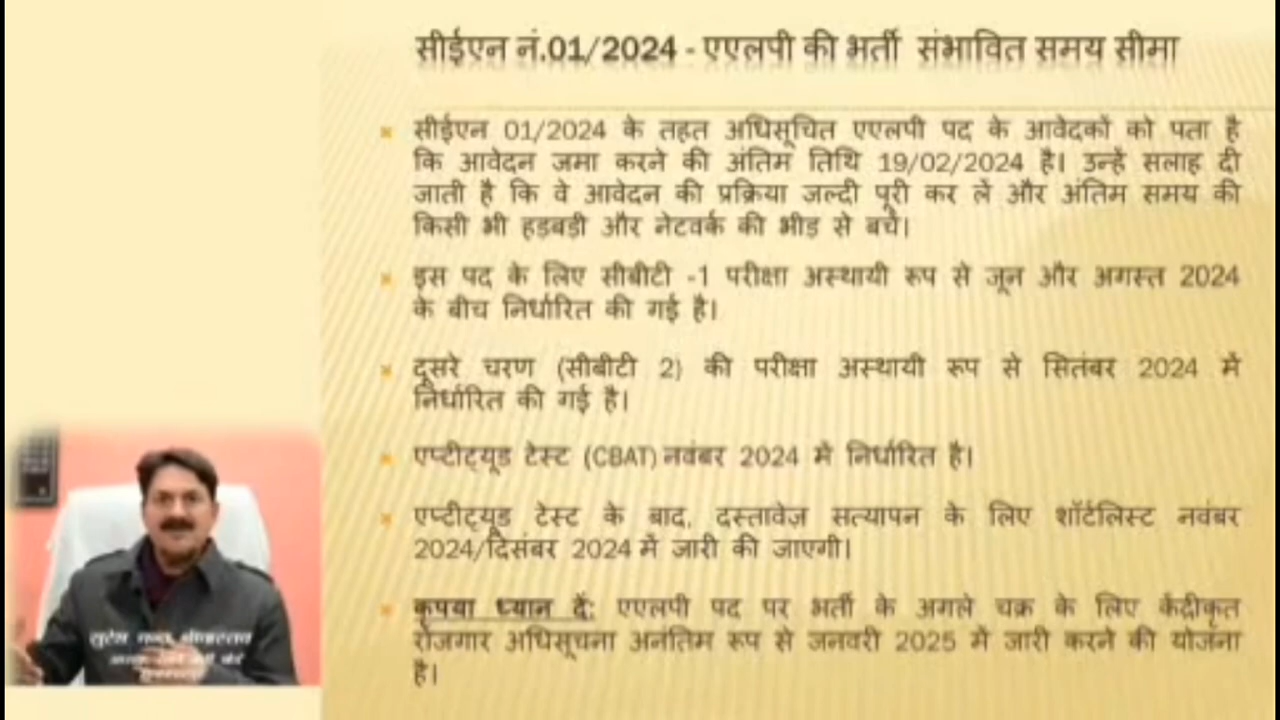 सीईएन नं.01/2024 - एएलपी की भर्ती संभावित समय सीमा
सीईएन 01/2024 के तहत अधिसूचित एएलपी पद के आवेदकों को पता है
कि आवेदन जमा करने की अंतिम तिथि 19/02/2024 है। उन्हें सलाह दी
जाती है कि वे आवेदन की प्रक्रिया जल्दी पूरी कर लें और अंतिम समय की
किसी भी हड़बड़ी और नेटवर्क की भीड़ से बचें।
इस पद के लिए सीबीटी -1 परीक्षा अस्थायी रूप से जून और अगस्त 2024
के बीच निर्धारित की गई है।
दूसरे चरण (सीबीटी 2) की परीक्षा अस्थायी रूप से सितंबर 2024 में
निर्धारित की गई है।
एप्टीट्यूड टेस्ट (CBAT) नवंबर 2024 में निर्धारित है।
एप्टीट्यूड टेस्ट के बाद, दस्तावेज़ सत्यापन के लिए शॉर्टलिस्ट नवंबर
2024/दिसंबर 2024 में जारी की जाएगी।
कृपया ध्यान दें: एएलपी पद पर भर्ती के अगले चक्र के लिए केंद्रीकृत
रोजगार अधिसूचना अनंतिम रूप से जनवरी 2025 में जारी करने की योजना
है।